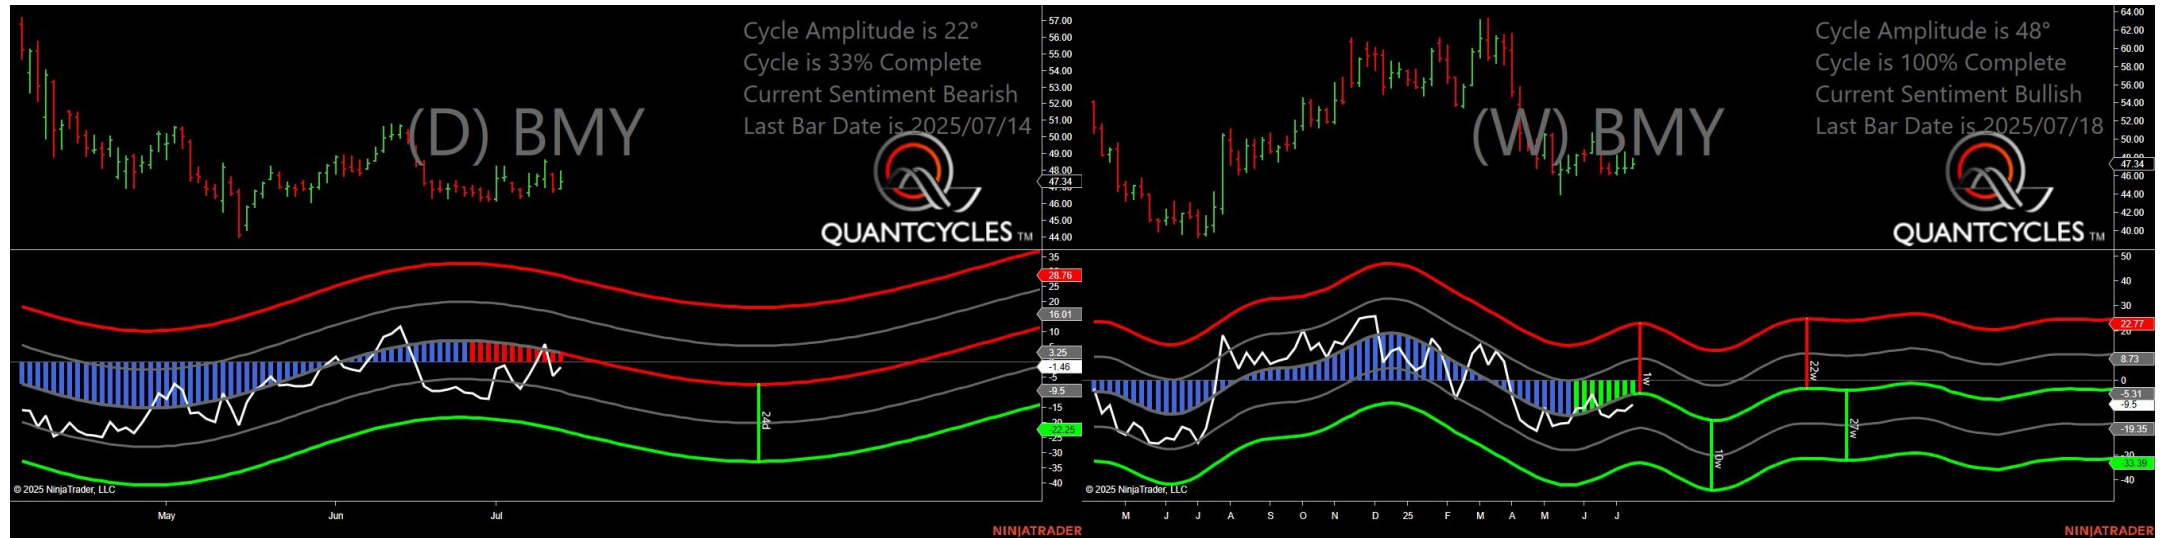 Cycle Amplitude is 22°
Cycle is 33% Complete
Current Sentiment Bearish
Last Bar Date is 2025/07/14
(D) BMY
QUANTCYCLES TM
57.00
56.00
55.00
54.00
53.00
52.00
51.00
50.00
49.00
48.00
47.34
46.00
45.00
44.00
35
28.76
25
20
16.01
10
3.25
-1.46
-5
-9.5
-15
-22.25
-25
-30
-35
-40
24d
© 2025 NinjaTrader, LLC
May
Jun
Jul
NINJATRADER
Cycle Amplitude is 48°
Cycle is 100% Complete
Current Sentiment Bullish
Last Bar Date is 2025/07/18
(W) BMY
QUANTCYCLES TM
64.00
62.00
60.00
58.00
56.00
54.00
52.00
50.00
47.34
46.00
44.00
42.00
40.00
50
40
30
22.77
8.73
0
-5.31
-9.5
-19.35
-33.39
-40
1w
22w
10w
27w
© 2025 NinjaTrader, LLC
M J J A S O N D 25 F M A M J J
NINJATRADER